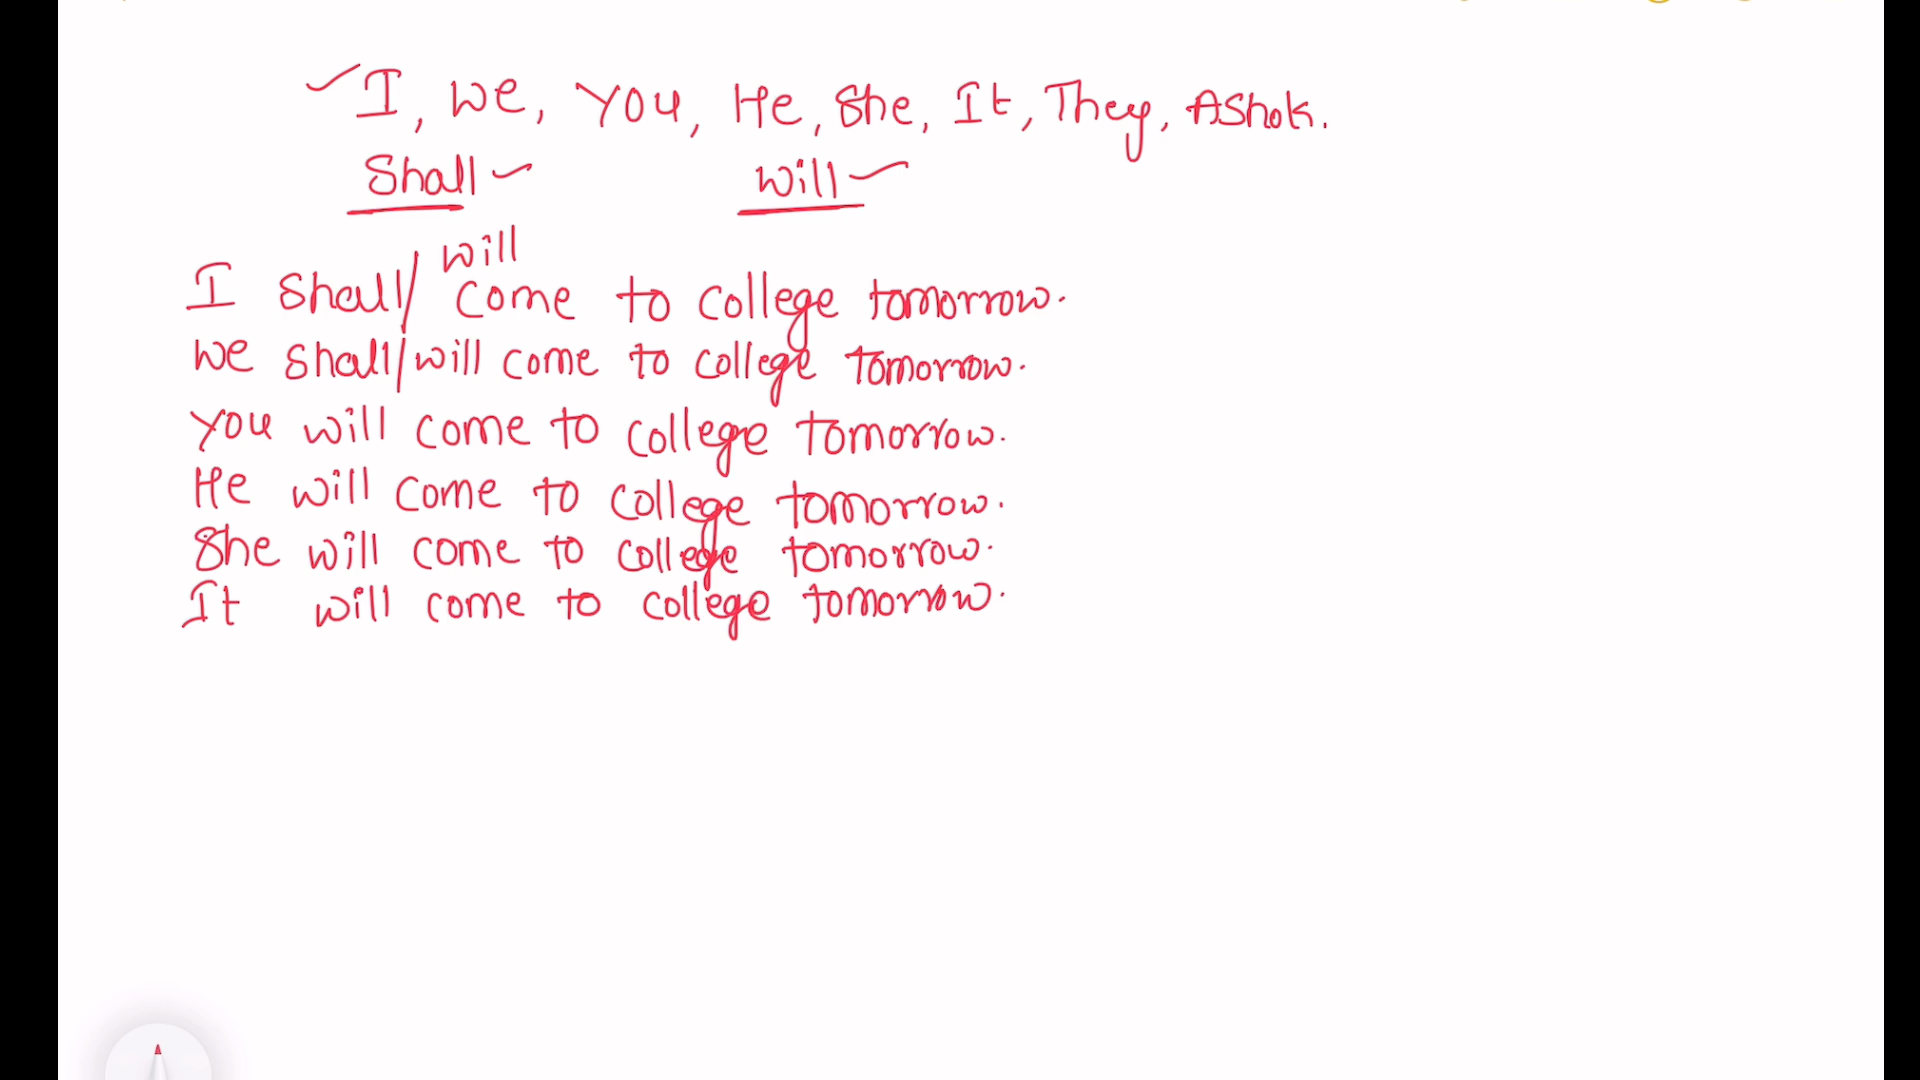 I, We, You, He, She, It, They, Ashok.
Shall will
will
I shall/ come to college tomorrow.
We shall/will come to college tomorrow.
You will come to college tomorrow.
He will come to college tomorrow.
She will come to college tomorrow.
It will come to college tomorrow.